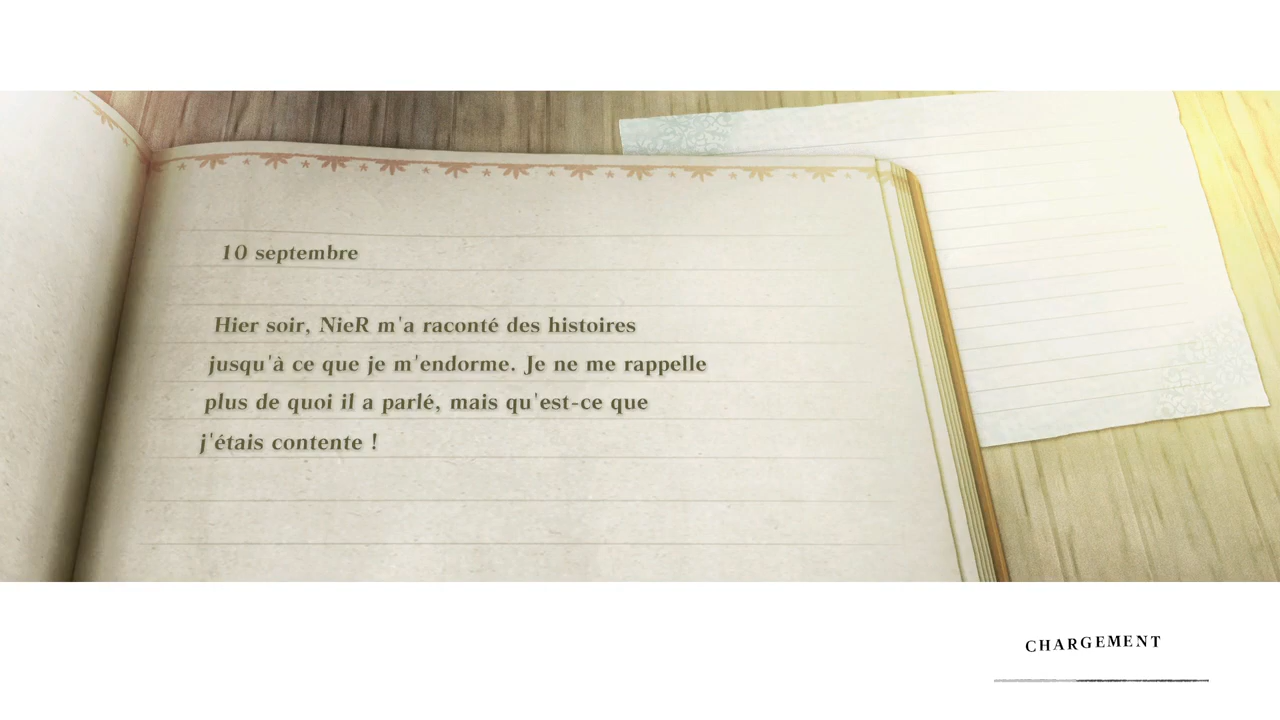 10 septembre
Hier soir, NieR m'a raconté des histoires
jusqu'à ce que je m'endorme. Je ne me rappelle
plus de quoi il a parlé, mais qu'est-ce que
j'étais contente !
CHARGEMENT